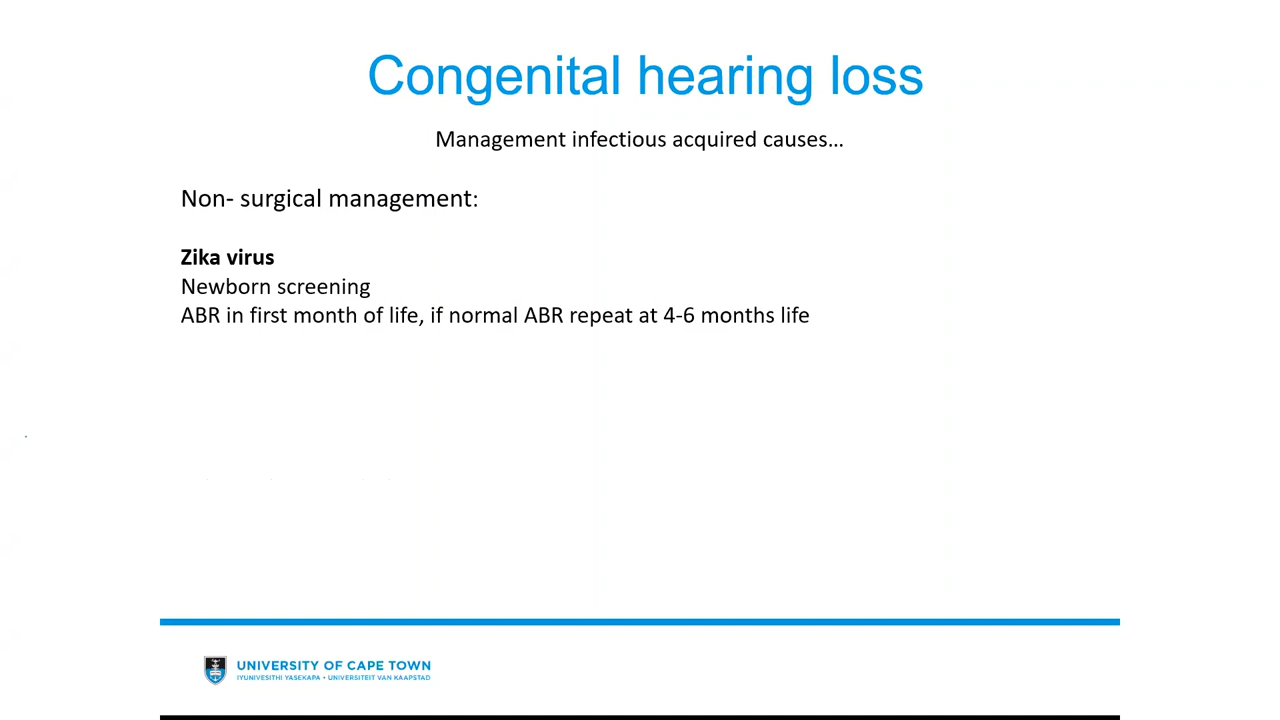 Congenital hearing loss
Management infectious acquired causes…
Non- surgical management:
Zika virus
Newborn screening
ABR in first month of life, if normal ABR repeat at 4-6 months life
UNIVERSITY OF CAPE TOWN
IYUNIVESITHI YASEKAPA • UNIVERSITEIT VAN KAAPSTAD